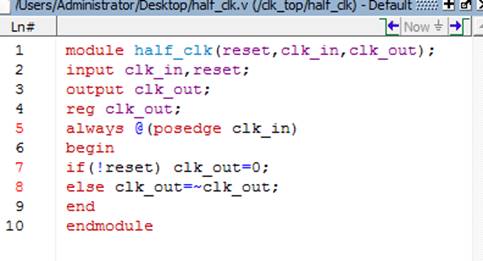 /Users/Administrator/Desktop/half_clk.v (/clk_top/half_clk) - Default
Ln#
Now
1 module half_clk(reset,clk_in,clk_out);
2 input clk_in,reset;
3 output clk_out;
4 reg clk_out;
5 always @(posedge clk_in)
6 begin
7 if(!reset) clk_out=0;
8 else clk_out=~clk_out;
9 end
10 endmodule